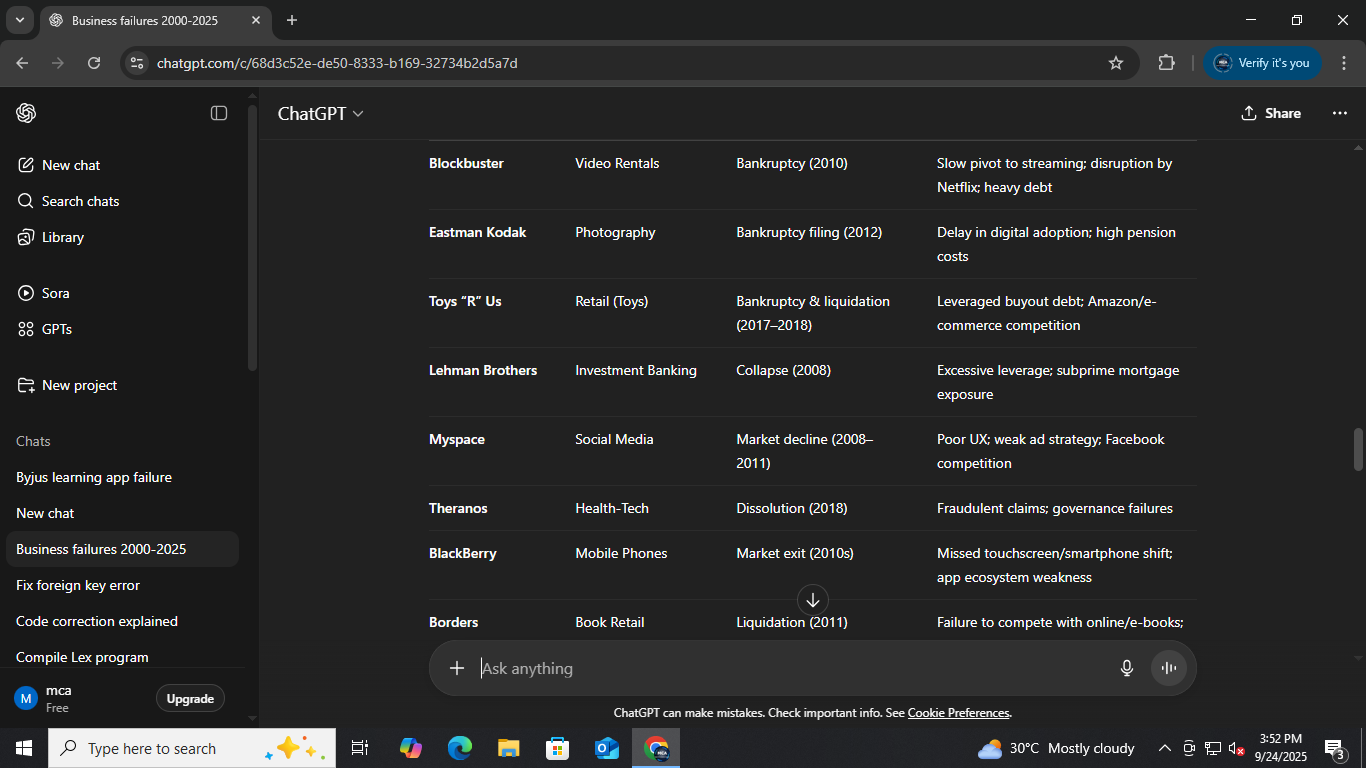 Business failures 2000-2025
chatgpt.com/c/68d3c52e-de50-8333-b169-32734b2d5a7d
Verify it's you
New chat
Search chats
Library
Sora
GPTs
New project
Chats
Byjus learning app failure
New chat
Business failures 2000-2025
Fix foreign key error
Code correction explained
Compile Lex program
M
mca
Free
Upgrade
ChatGPT
Share
Blockbuster Video Rentals Bankruptcy (2010) Slow pivot to streaming; disruption by
Netflix; heavy debt
Eastman Kodak Photography Bankruptcy filing (2012) Delay in digital adoption; high pension
costs
Toys “R” Us Retail (Toys) Bankruptcy & liquidation Leveraged buyout debt; Amazon/e-
(2017–2018) commerce competition
Lehman Brothers Investment Banking Collapse (2008) Excessive leverage; subprime mortgage
exposure
Myspace Social Media Market decline (2008– Poor UX; weak ad strategy; Facebook
2011) competition
Theranos Health-Tech Dissolution (2018) Fraudulent claims; governance failures
BlackBerry Mobile Phones Market exit (2010s) Missed touchscreen/smartphone shift;
app ecosystem weakness
Borders Book Retail Liquidation (2011) Failure to compete with online/e-books;
Ask anything
ChatGPT can make mistakes. Check important info. See Cookie Preferences.
Type here to search
30°C Mostly cloudy
3:52 PM
9/24/2025
3